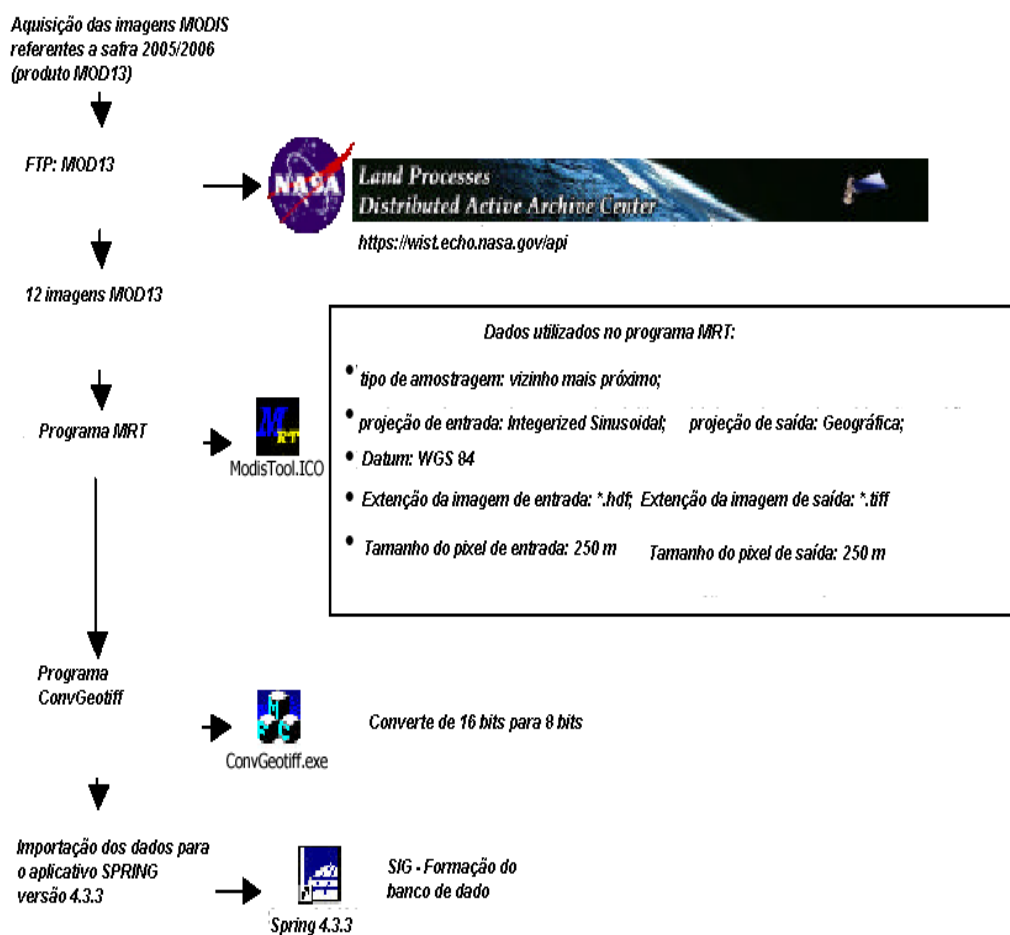 Aquisição das imagens MODIS
referentes a safra 2005/2006
(produto MOD13)
FTP: MOD13
NASA
Land Processes
Distributed Active Archive Center
https://wist.echo.nasa.gov/api
12 imagens MOD13
Dados utilizados no programa MRT:
• tipo de amostragem: vizinho mais próximo;
• projeção de entrada: Integerized Sinusoidal; projeção de saída: Geográfica;
• Datum: WGS 84
• Extenção da imagem de entrada: *.hdf; Extenção da imagem de saída: *.tiff
• Tamanho do pixel de entrada: 250 m Tamanho do pixel de saída: 250 m
Programa MRT
MRT
ModisTool.ICO
Programa
ConvGeotiff
MFC
ConvGeotiff.exe
Converte de 16 bits para 8 bits
Importação dos dados para
o aplicativo SPRING
versão 4.3.3
Spring 4.3.3
SIG - Formação do
banco de dado